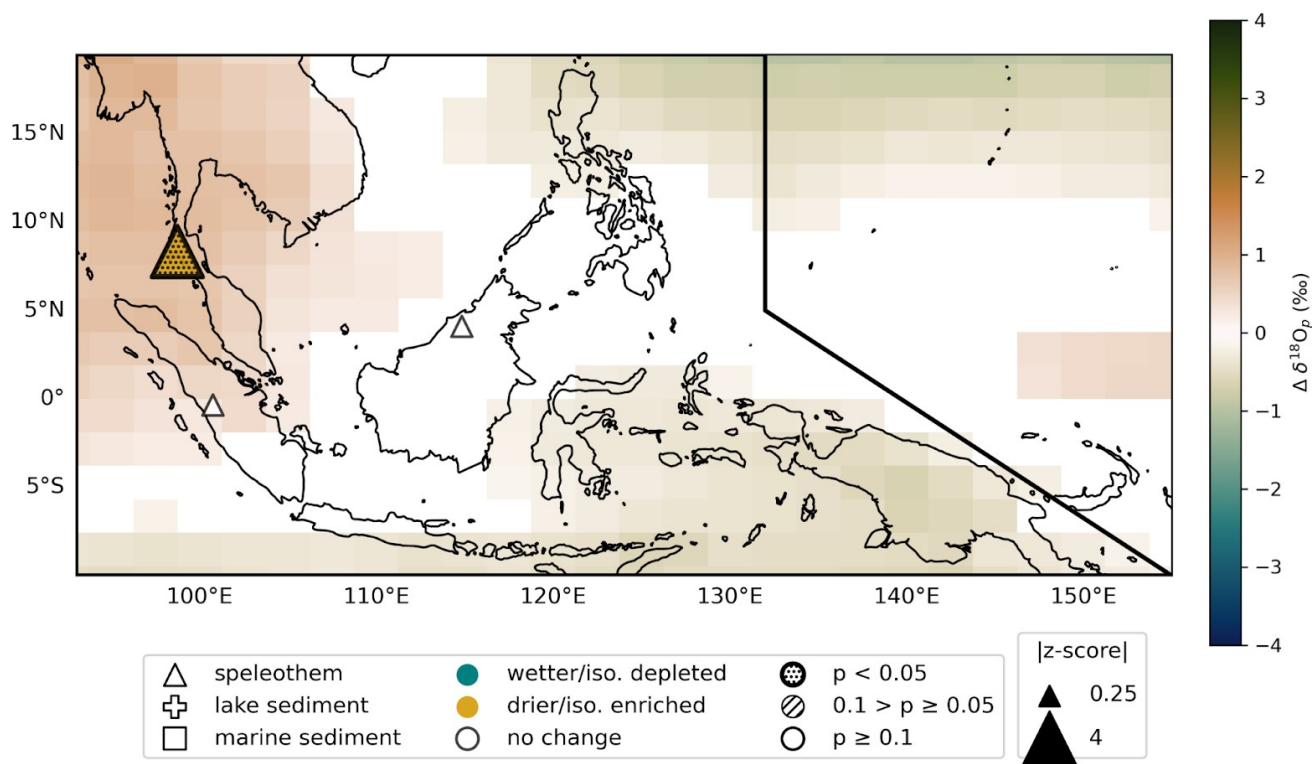 15°N
10°N
5°N
0°
5°S
100°E 110°E 120°E 130°E 140°E 150°E
4
3
2
1
0
−1
−2
−3
−4
Δ δ¹⁸Oₚ (‰)
speleothem wetter/iso. depleted p < 0.05
lake sediment drier/iso. enriched 0.1 > p ≥ 0.05
marine sediment no change p ≥ 0.1
|z-score|
0.25
4